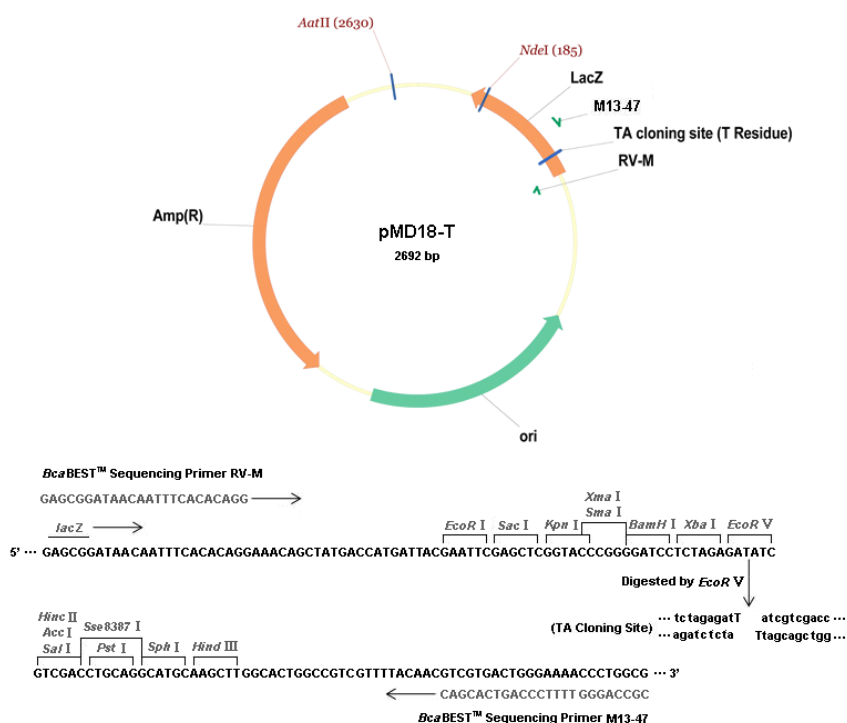 AatII (2630)
NdeI (185)
LacZ
M13-47
TA cloning site (T Residue)
RV-M
Amp(R)
pMD18-T
2692 bp
ori
BcaBEST™ Sequencing Primer RV-M
GAGCGGATAACAATTTCACACAGG
lacZ
Xma I
Sma I
EcoR I Sac I Kpn I BamH I Xba I EcoR V
5' ··· GAGCGGATAACAATTTCACACAGGAAACAGCTATGACCATGATTACGAATTCGAGCTCGGTACCCGGGGATCCTCTAGAGATATC
Digested by EcoR V
(TA Cloning Site)
··· tctagagatT atcgtcgacc ···
··· agatctcta Ttagcagctgg ···
Hinc II
Acc I Sse8387 I
Sal I Pst I Sph I Hind III
GTCGACCTGCAGGCATGCAAGCTTGGCACTGGCCGTCGTTTTACAACGTCGTGACTGGGAAAACCCTGGCG ··· 3'
CAGCACTGACCCTTTT GGGACCGC
BcaBEST™ Sequencing Primer M13-47